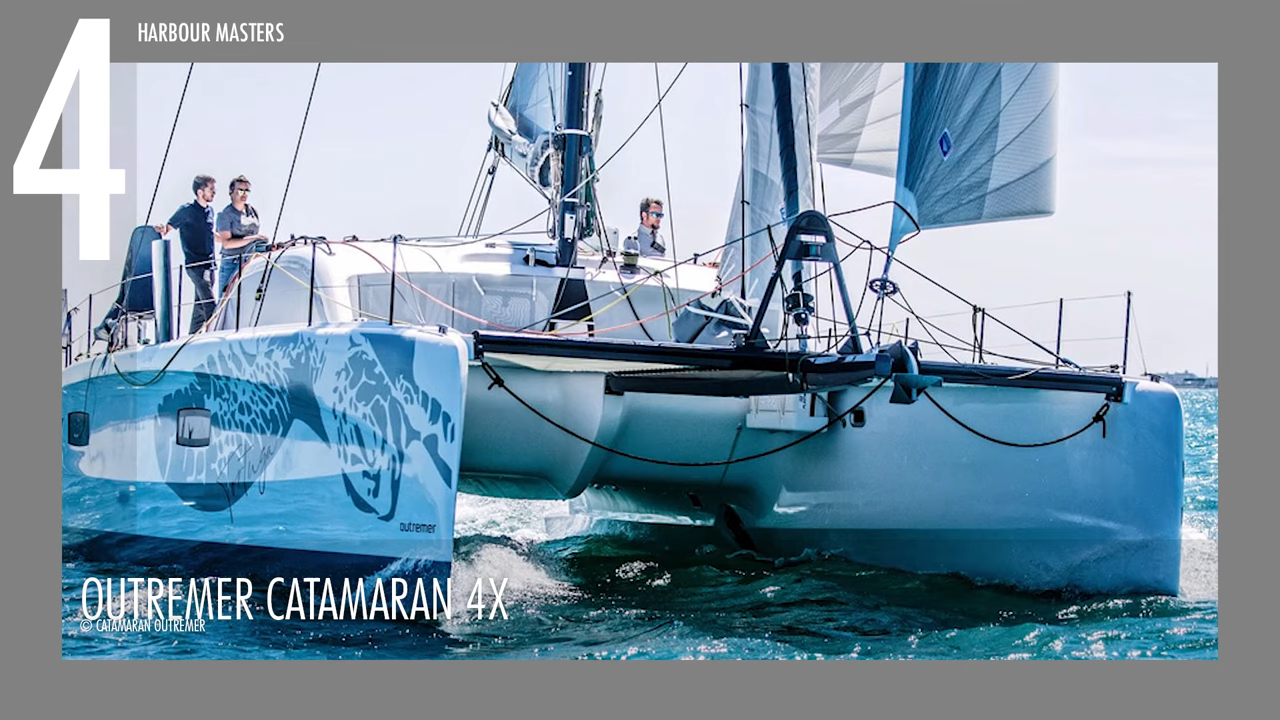 4
HARBOUR MASTERS
outremer
OUTREMER CATAMARAN 4X
© CATAMARAN OUTREMER